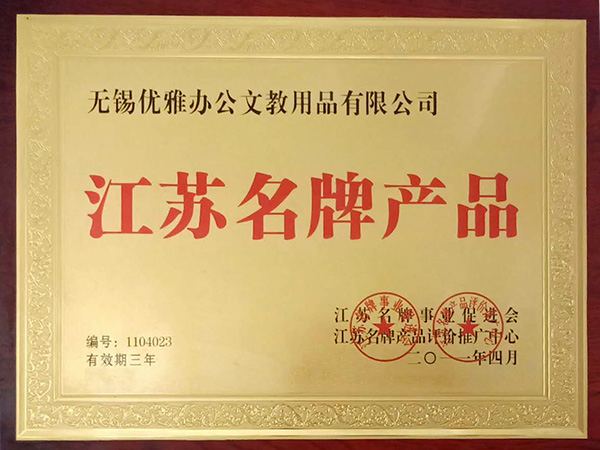 无锡优雅办公文教用品有限公司
江苏名牌产品
江苏名牌事业促进会
江苏名牌产品评价推广中心
二〇一一年四月
编号：1104023
有效期三年